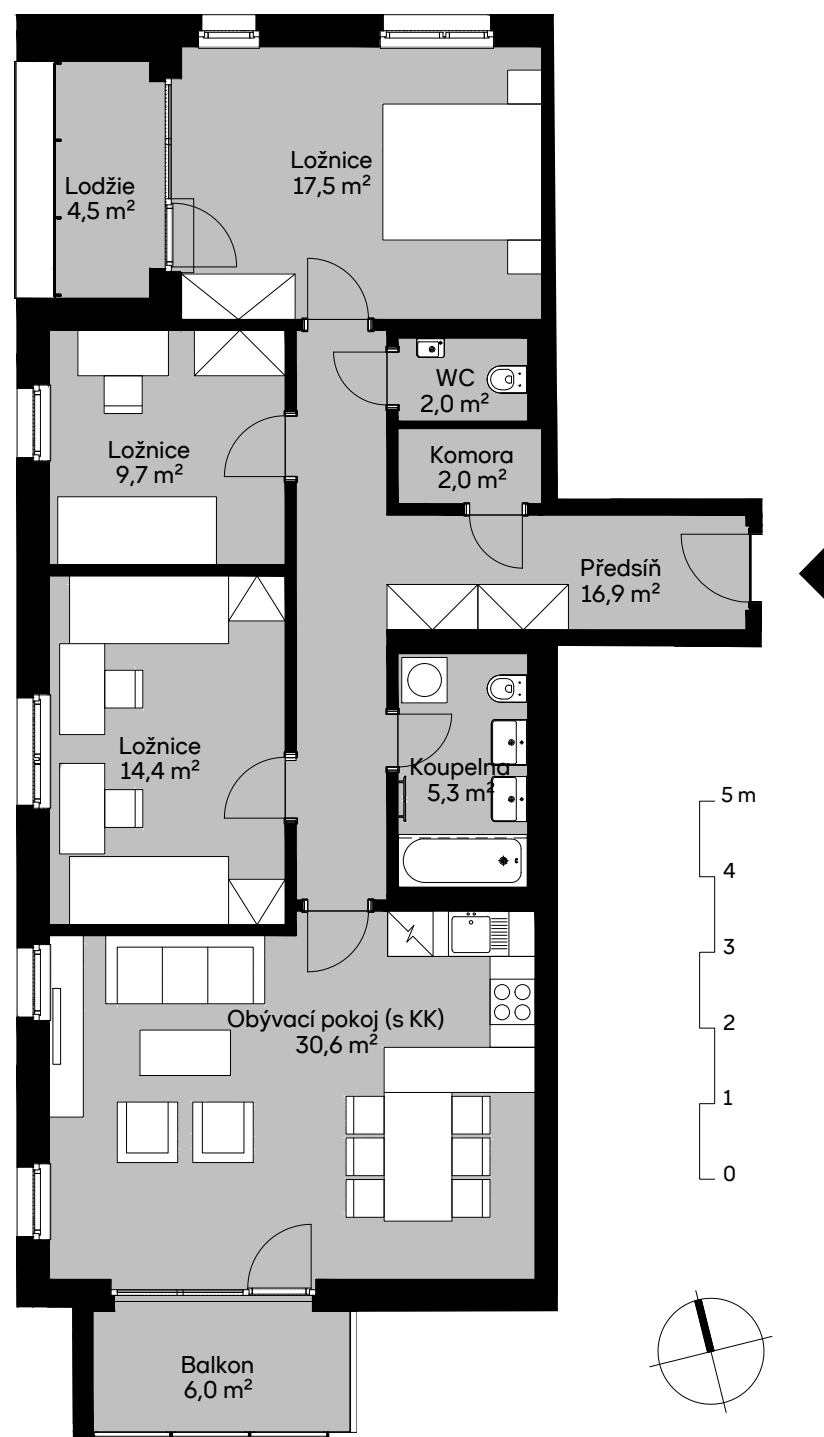 Ložnice
17,5 m²
Lodžie
4,5 m²
WC
2,0 m²
Ložnice
9,7 m²
Komora
2,0 m²
Předsíň
16,9 m²
Ložnice
14,4 m²
Koupelna
5,3 m²
5 m
4
3
2
1
0
Obývací pokoj (s KK)
30,6 m²
Balkon
6,0 m²